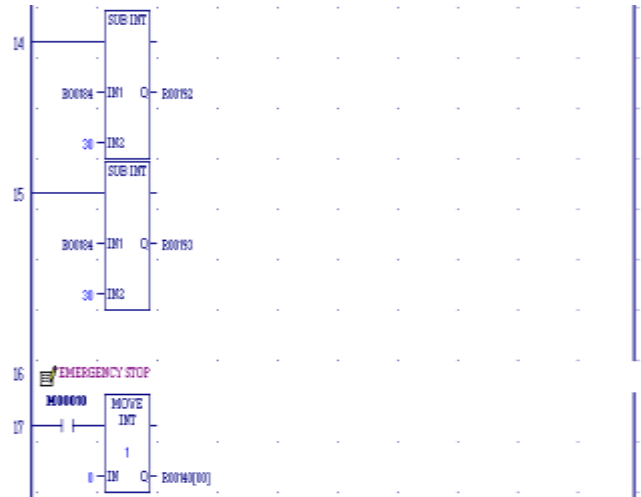 SUB INT
14
R00184 IN1 Q R00192
30 IN2
SUB INT
15
R00184 IN1 Q R00193
30 IN2
16 EMERGENCY STOP
M00010 MOVE
INT
17
1
0 IN Q R00140[00]